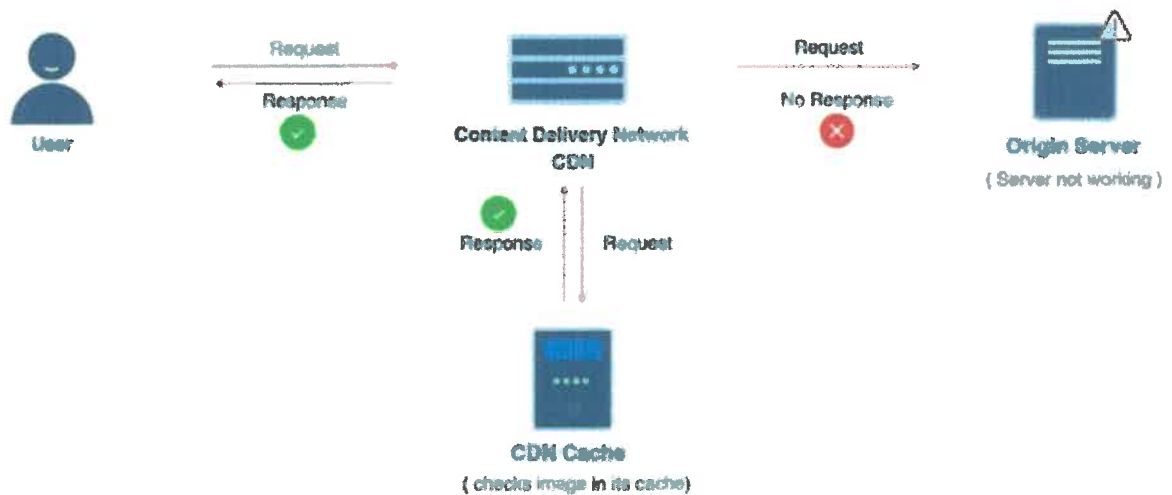 Request
Response
User
Content Delivery Network
CDN
Request
No Response
Origin Server
( Server not working )
Response
Request
CDN Cache
( checks image in its cache)